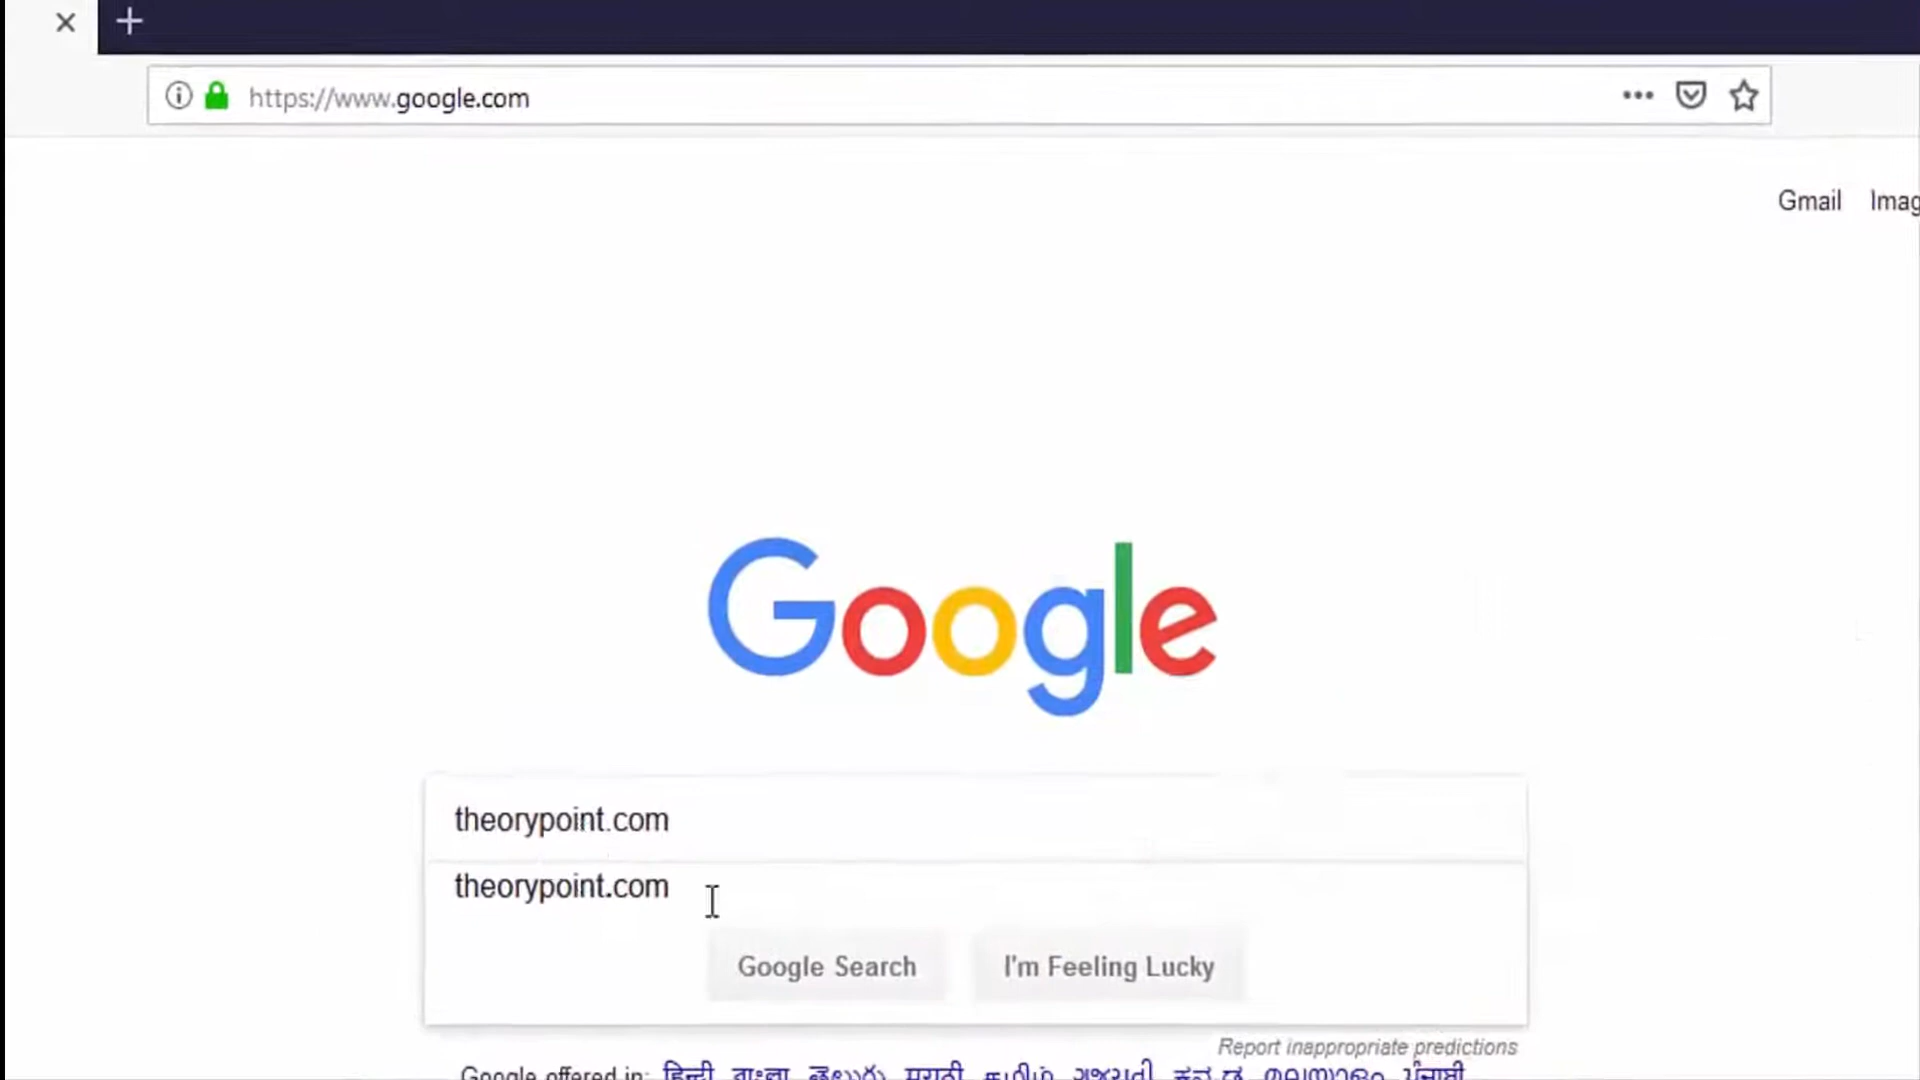 https://www.google.com
Gmail
Google
theorypoint.com
theorypoint.com
Google Search I'm Feeling Lucky
Report inappropriate predictions
Google offered in: हिन्दी বাংলা తెలుగు मराठी தமிழ் ગુજરાતી ಕನ್ನಡ മലയാളം ਪੰਜਾਬੀ